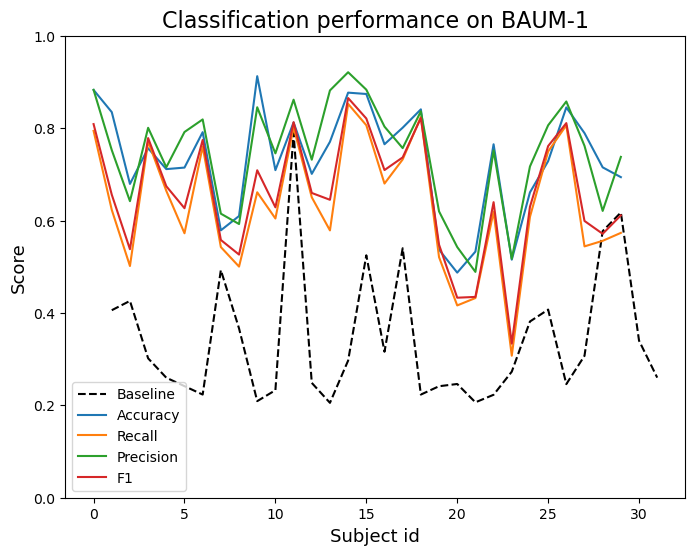 Classification performance on BAUM-1
1.0
0.8
0.6
0.4
0.2
0.0
Score
Baseline
Accuracy
Recall
Precision
F1
0 5 10 15 20 25 30
Subject id